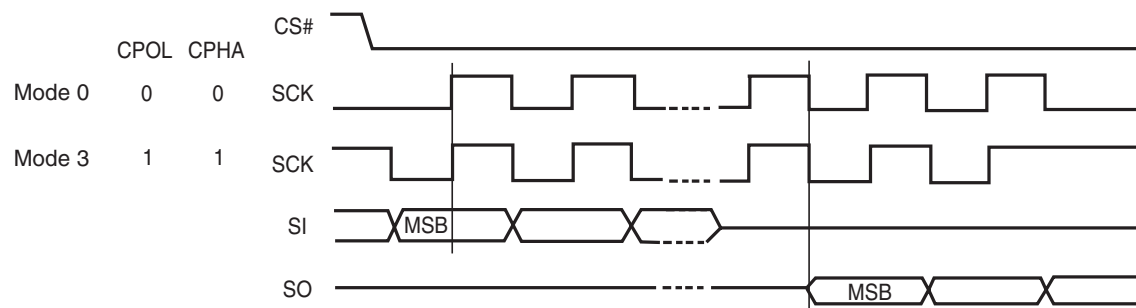 CS#
CPOL CPHA
Mode 0 0 0 SCK
Mode 3 1 1 SCK
SI MSB
SO MSB